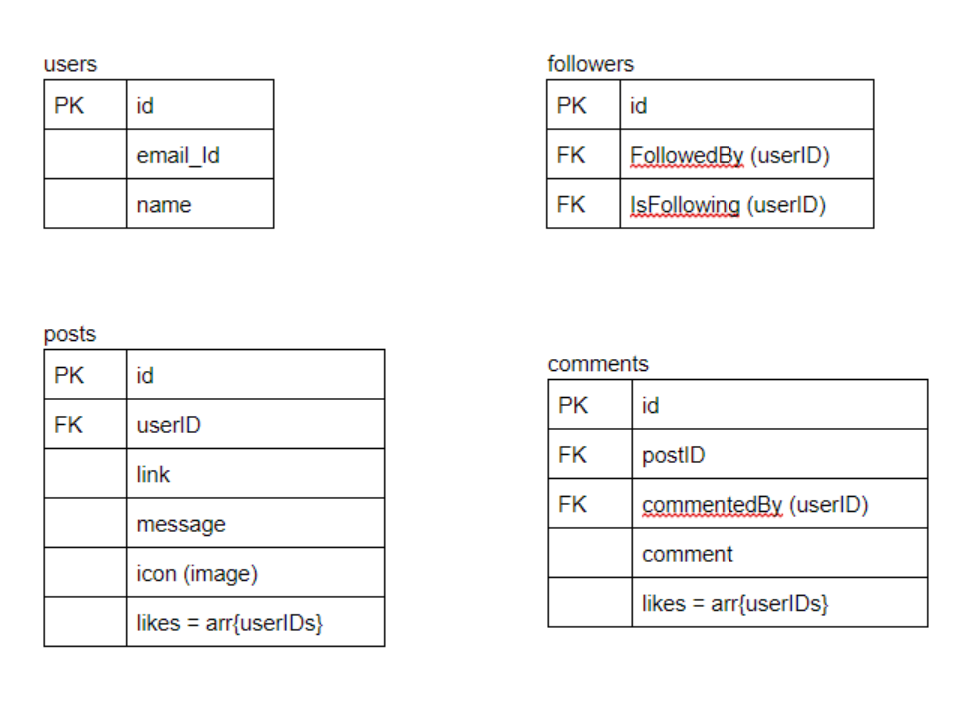 users
PK id
email_Id
name
followers
PK id
FK FollowedBy (userID)
FK IsFollowing (userID)
posts
PK id
FK userID
link
message
icon (image)
likes = arr{userIDs}
comments
PK id
FK postID
FK commentedBy (userID)
comment
likes = arr{userIDs}